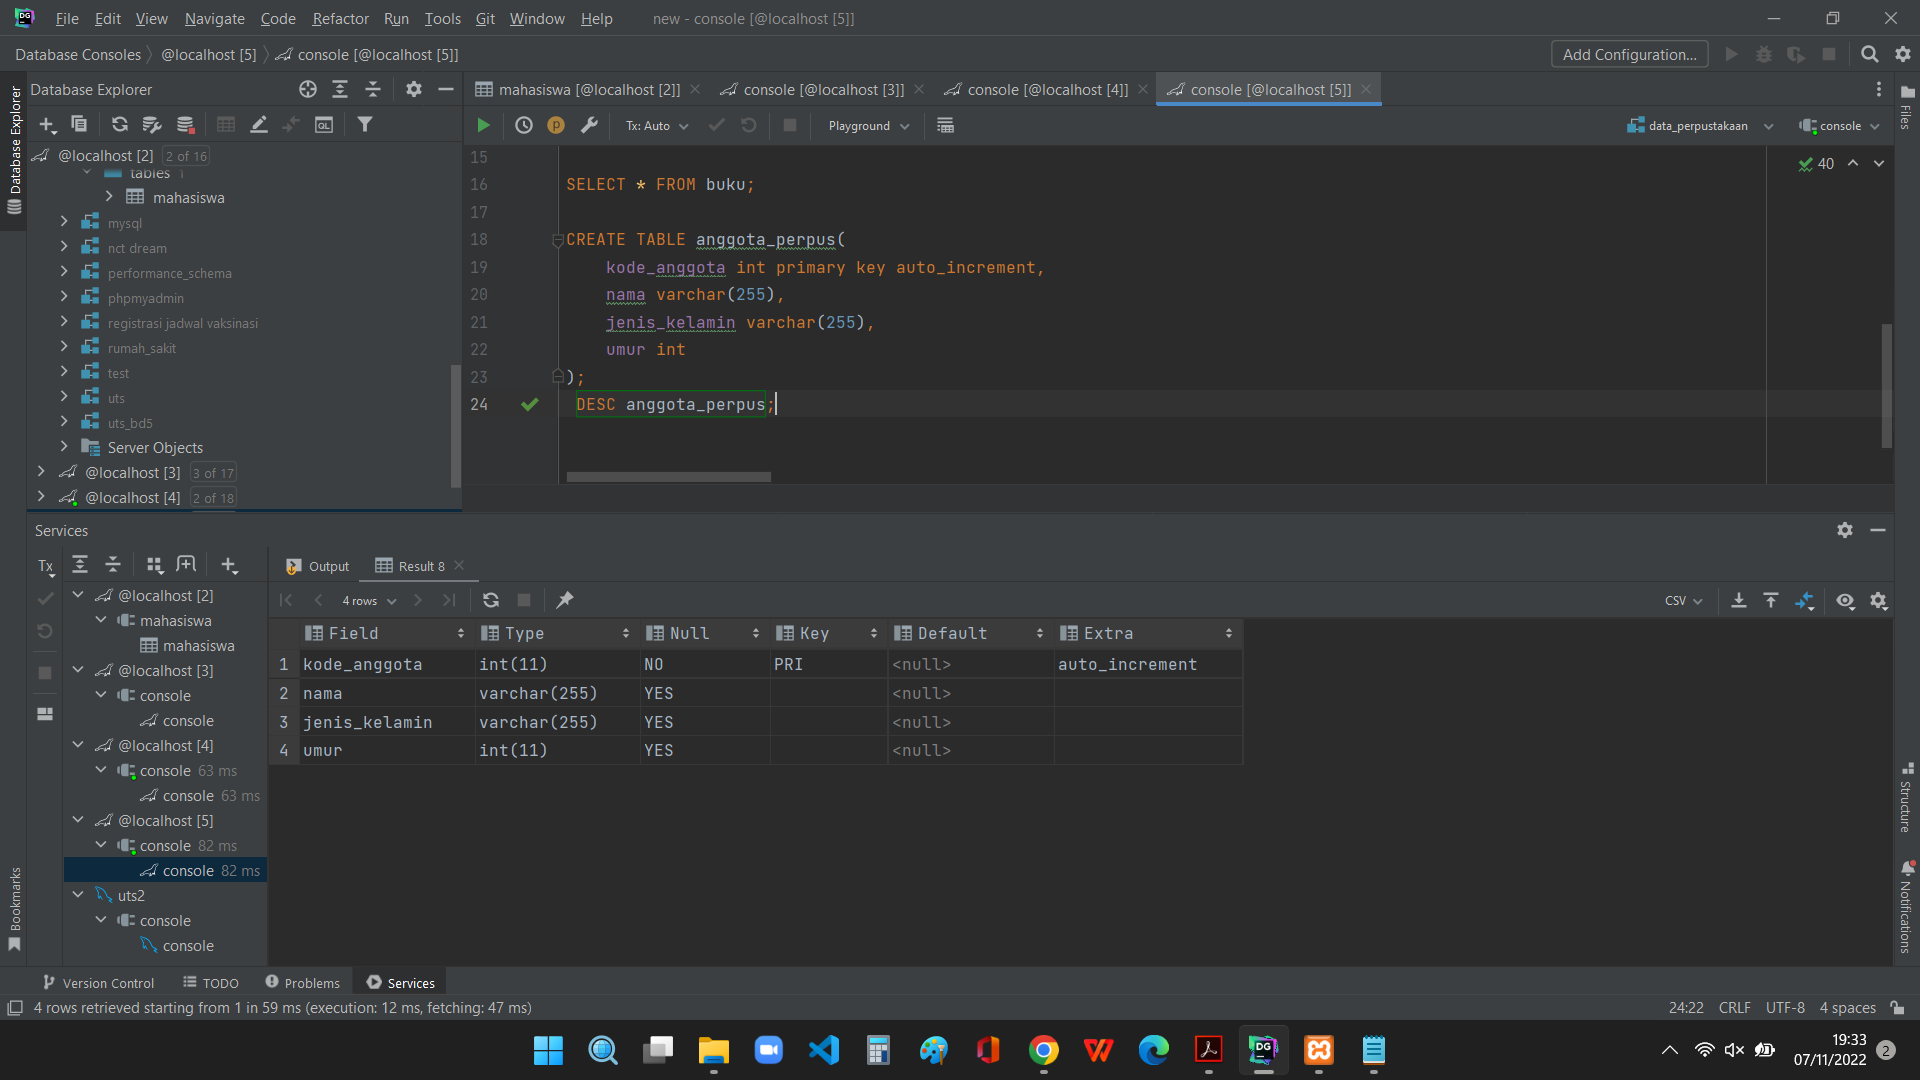 File Edit View Navigate Code Refactor Run Tools Git Window Help new - console [@localhost [5]]
Database Consoles @localhost [5] console [@localhost [5]] Add Configuration...
Database Explorer
mahasiswa [@localhost [2]] console [@localhost [3]] console [@localhost [4]] console [@localhost [5]]
Tx: Auto Playground data_perpustakaan console
Database Explorer
Files
@localhost [2] 2 of 16
tables 1
mahasiswa
mysql
nct dream
performance_schema
phpmyadmin
registrasi jadwal vaksinasi
rumah_sakit
test
uts
uts_bd5
Server Objects
@localhost [3] 3 of 17
@localhost [4] 2 of 18
40
15
16 SELECT * FROM buku;
17
18 CREATE TABLE anggota_perpus(
19 kode_anggota int primary key auto_increment,
20 nama varchar(255),
21 jenis_kelamin varchar(255),
22 umur int
23 );
24 DESC anggota_perpus;
Services
Tx
@localhost [2]
mahasiswa
mahasiswa
@localhost [3]
console
console
@localhost [4]
console 63 ms
console 63 ms
@localhost [5]
console 82 ms
console 82 ms
uts2
console
console
Output Result 8
4 rows CSV
Field Type Null Key Default Extra
1 kode_anggota int(11) NO PRI <null> auto_increment
2 nama varchar(255) YES <null>
3 jenis_kelamin varchar(255) YES <null>
4 umur int(11) YES <null>
Structure
Notifications
Bookmarks
Version Control TODO Problems Services
4 rows retrieved starting from 1 in 59 ms (execution: 12 ms, fetching: 47 ms) 24:22 CRLF UTF-8 4 spaces
19:33
07/11/2022 2